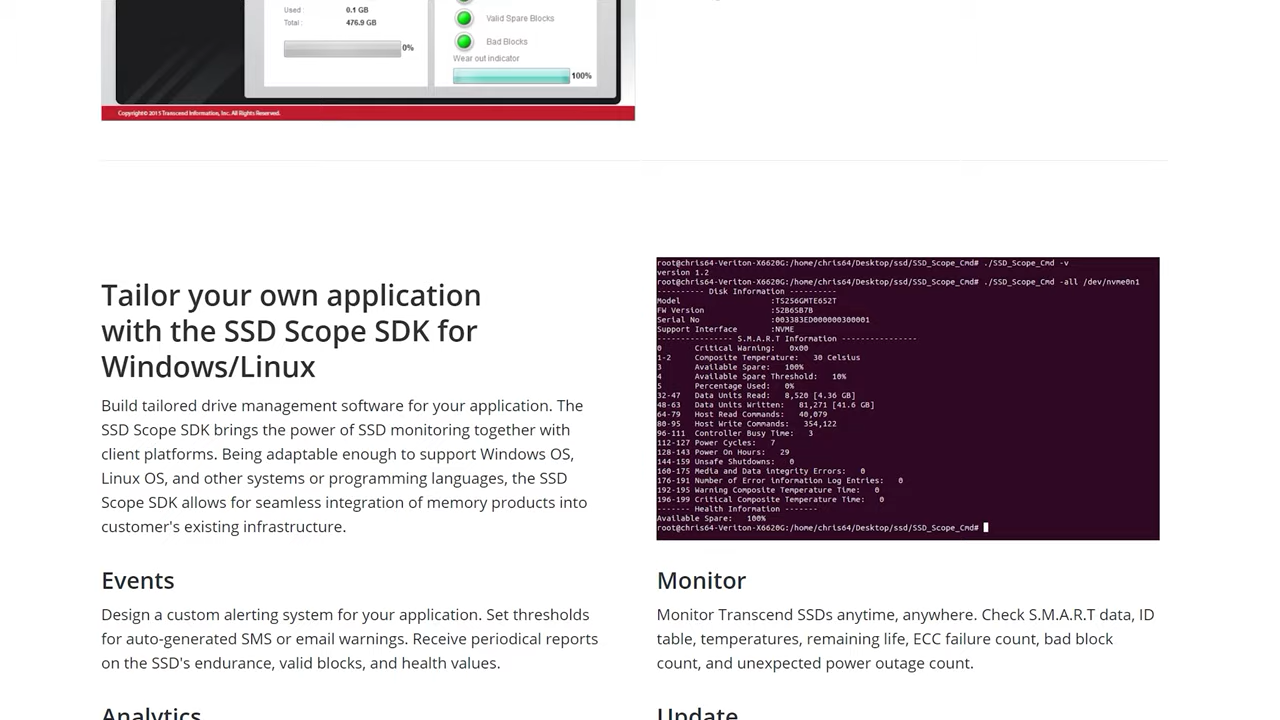 Used : 0.1 GB
Total : 476.9 GB
0%
Valid Spare Blocks
Bad Blocks
Wear out indicator
100%
Copyright© 2015 Transcend Information, Inc. All Rights Reserved.
Tailor your own application
with the SSD Scope SDK for
Windows/Linux
Build tailored drive management software for your application. The
SSD Scope SDK brings the power of SSD monitoring together with
client platforms. Being adaptable enough to support Windows OS,
Linux OS, and other systems or programming languages, the SSD
Scope SDK allows for seamless integration of memory products into
customer's existing infrastructure.
root@chris64-Veriton-X6620G:/home/chris64/Desktop/ssd/SSD_Scope_Cmd# ./SSD_Scope_Cmd -v
version 1.2
root@chris64-Veriton-X6620G:/home/chris64/Desktop/ssd/SSD_Scope_Cmd# ./SSD_Scope_Cmd -all /dev/nvme0n1
---------- Disk Information ----------
Model :TS256GMTE652T
FW Version :52B6SB7B
Serial No :003383ED000000300001
Support Interface :NVME
---------------- S.M.A.R.T Information ----------------
0 Critical Warning: 0x00
1-2 Composite Temperature: 30 Celsius
3 Available Spare: 100%
4 Available Spare Threshold: 10%
5 Percentage Used: 0%
32-47 Data Units Read: 8,520 [4.36 GB]
48-63 Data Units Written: 81,271 [41.6 GB]
64-79 Host Read Commands: 40,079
80-95 Host Write Commands: 354,122
96-111 Controller Busy Time: 3
112-127 Power Cycles: 7
128-143 Power On Hours: 29
144-159 Unsafe Shutdowns: 0
160-175 Media and Data integrity Errors: 0
176-191 Number of Error information Log Entries: 0
192-195 Warning Composite Temperature Time: 0
196-199 Critical Composite Temperature Time: 0
------- Health Information -------
Available Spare: 100%
root@chris64-Veriton-X6620G:/home/chris64/Desktop/ssd/SSD_Scope_Cmd#
Events
Design a custom alerting system for your application. Set thresholds
for auto-generated SMS or email warnings. Receive periodical reports
on the SSD's endurance, valid blocks, and health values.
Monitor
Monitor Transcend SSDs anytime, anywhere. Check S.M.A.R.T data, ID
table, temperatures, remaining life, ECC failure count, bad block
count, and unexpected power outage count.
Analytics
Update